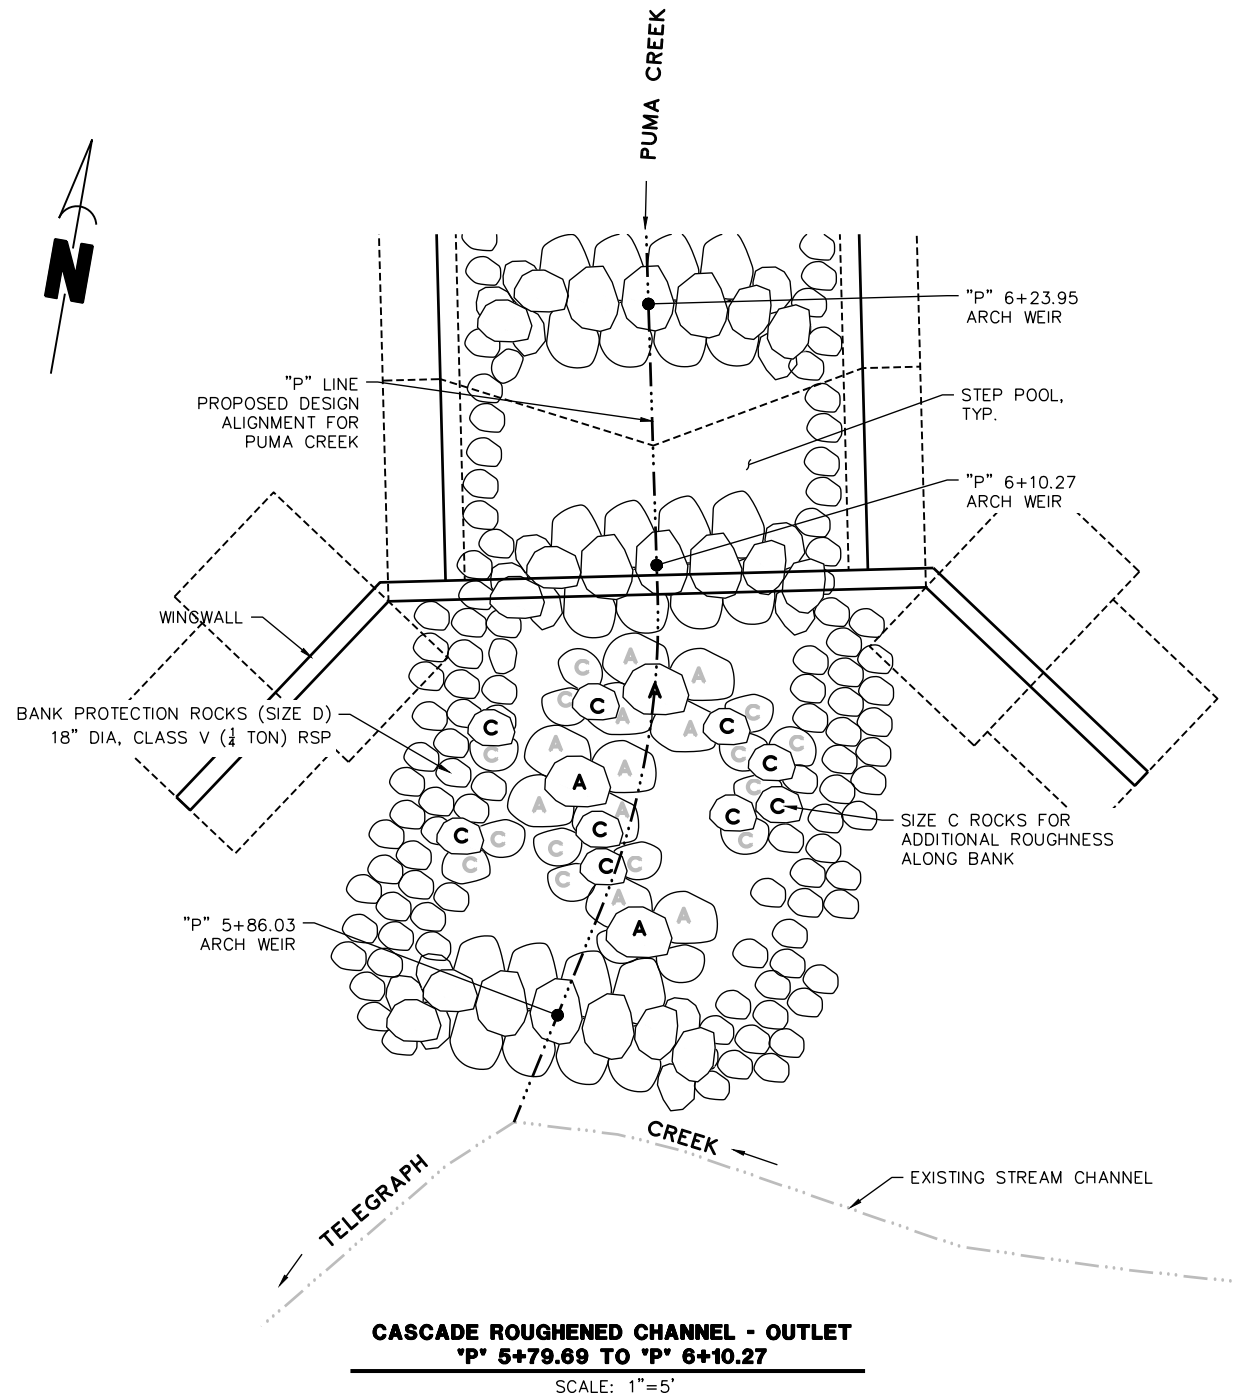 PUMA CREEK
N
"P" 6+23.95
ARCH WEIR
"P" LINE
PROPOSED DESIGN
ALIGNMENT FOR
PUMA CREEK
STEP POOL,
TYP.
"P" 6+10.27
ARCH WEIR
WINGWALL
C
A
A
C
C
A
A
BANK PROTECTION ROCKS (SIZE D)
18" DIA, CLASS V (¼ TON) RSP
C
C
A
A
C
C
C
C
A
A
C
C
A
C
A
A
C
C
C
SIZE C ROCKS FOR
ADDITIONAL ROUGHNESS
ALONG BANK
C
C
C
C
C
C
C
C
C
A
A
A
"P" 5+86.03
ARCH WEIR
CREEK
TELEGRAPH
EXISTING STREAM CHANNEL
CASCADE ROUGHENED CHANNEL - OUTLET
"P" 5+79.69 TO "P" 6+10.27
SCALE: 1"=5'